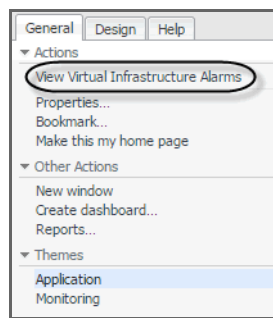 General Design Help
Actions
View Virtual Infrastructure Alarms
Properties...
Bookmark...
Make this my home page
Other Actions
New window
Create dashboard...
Reports...
Themes
Application
Monitoring